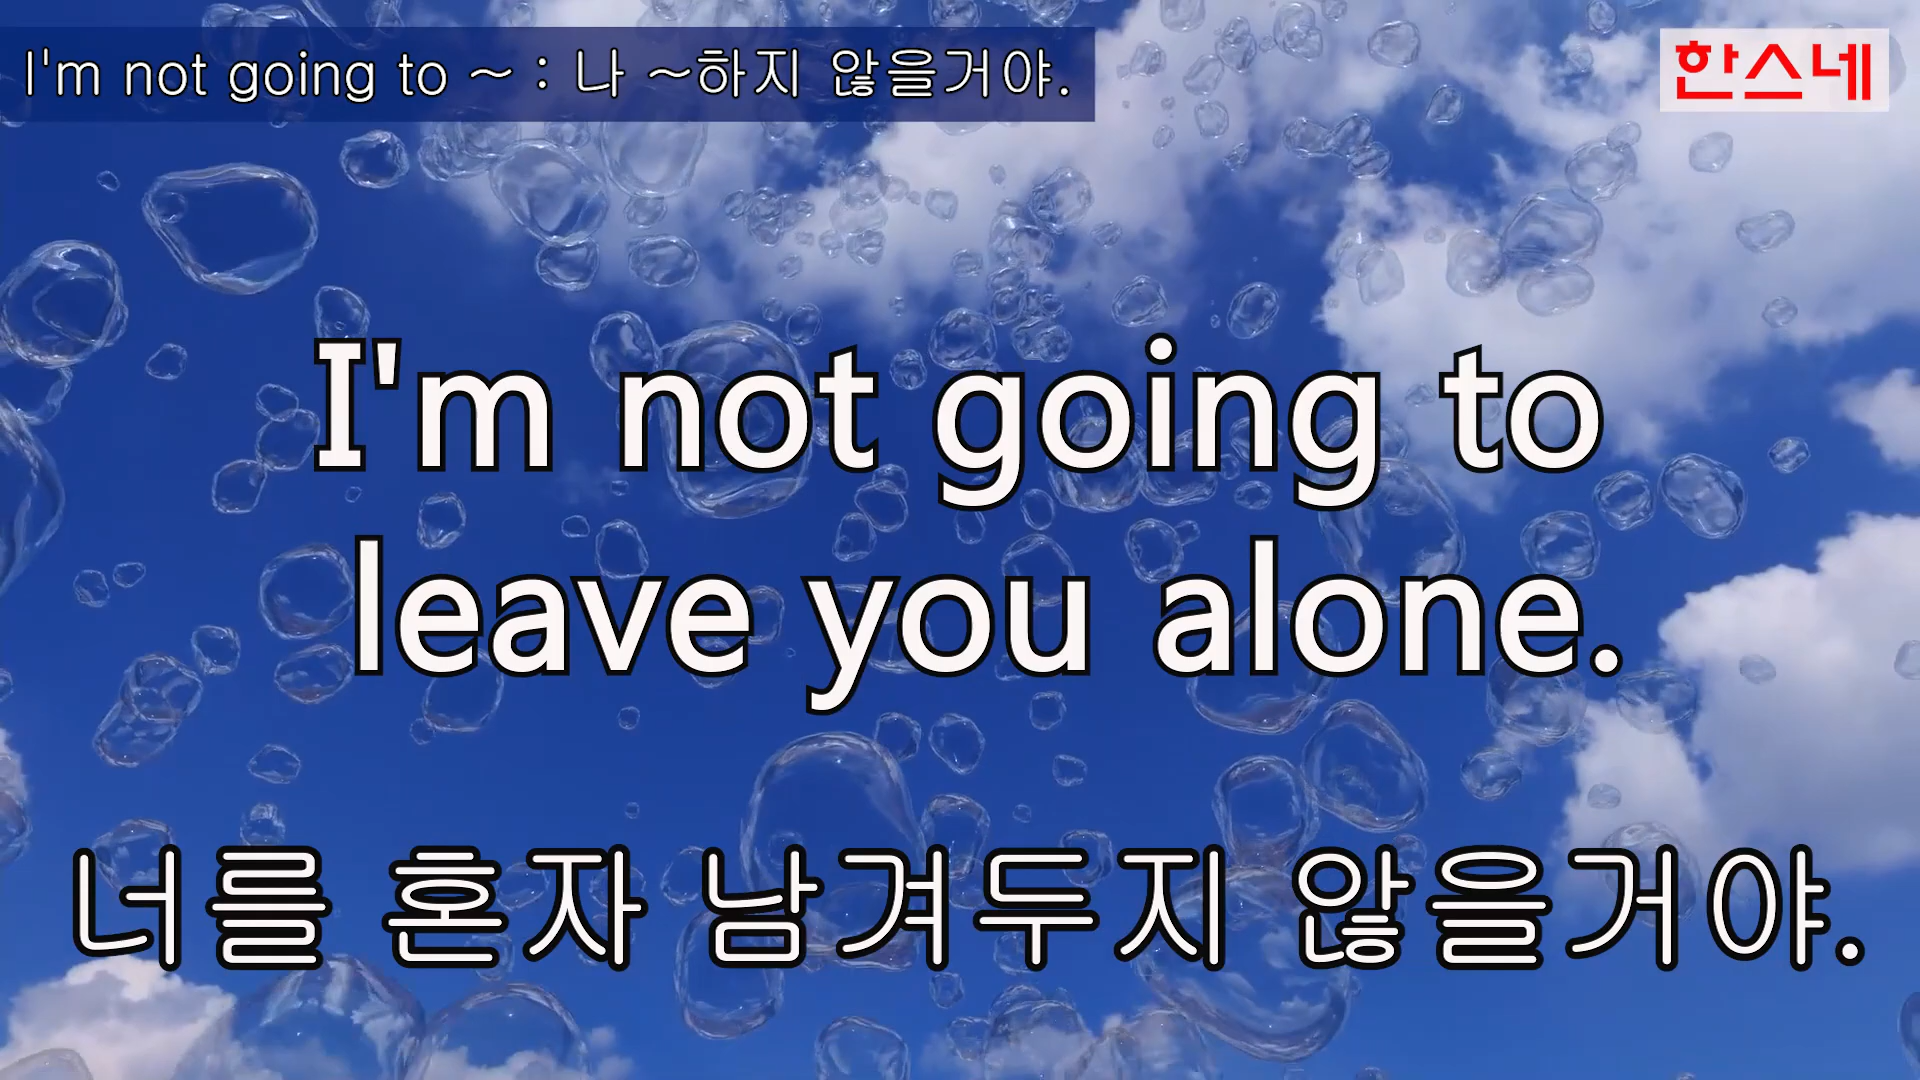 I'm not going to ~ : 나 ~하지 않을거야.
한스네
I'm not going to
leave you alone.
너를 혼자 남겨두지 않을거야.